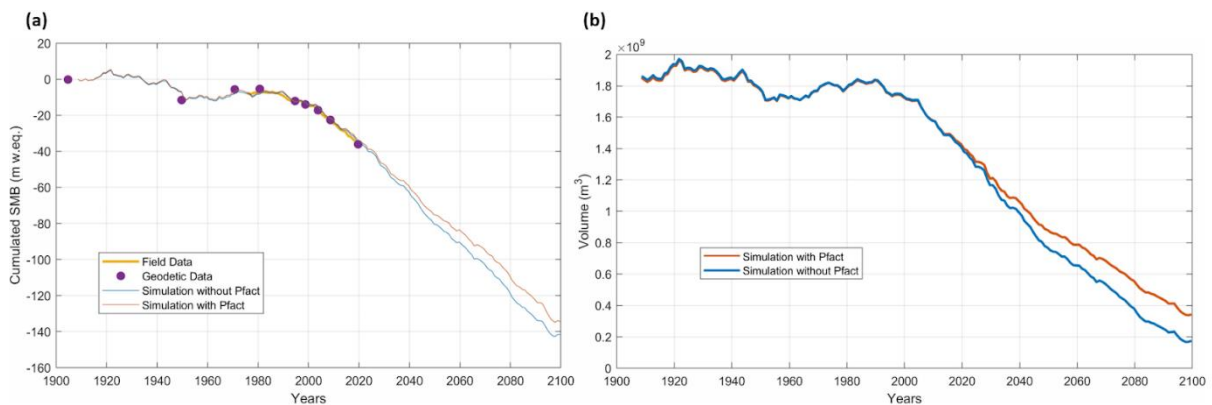 (a)
20
0
-20
-40
-60
-80
-100
-120
-140
-160
Cumulated SMB (m w.eq.)
Field Data
Geodetic Data
Simulation without Pfact
Simulation with Pfact
1900 1920 1940 1960 1980 2000 2020 2040 2060 2080 2100
Years
(b)
×10⁹
2
1.8
1.6
1.4
1.2
1
0.8
0.6
0.4
0.2
0
Volume (m³)
Simulation with Pfact
Simulation without Pfact
1900 1920 1940 1960 1980 2000 2020 2040 2060 2080 2100
Years